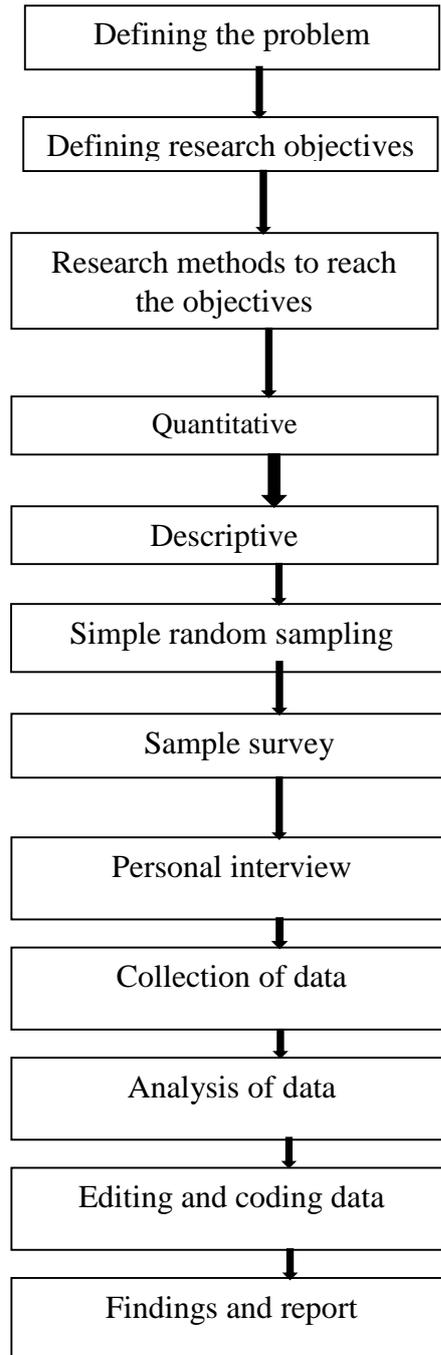 Defining the problem
Defining research objectives
Research methods to reach
the objectives
Quantitative
Descriptive
Simple random sampling
Sample survey
Personal interview
Collection of data
Analysis of data
Editing and coding data
Findings and report